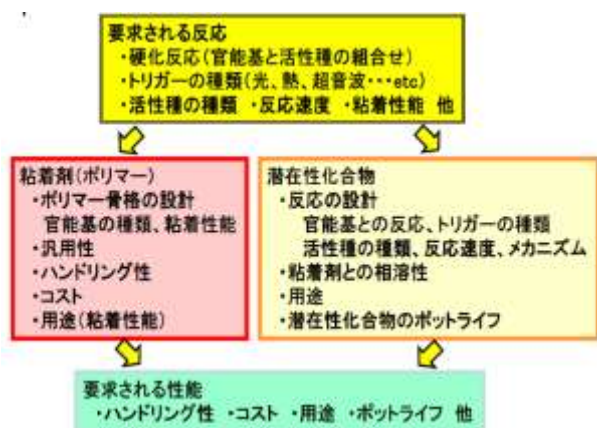 要求される反応
・硬化反応(官能基と活性種の組合せ)
・トリガーの種類(光、熱、超音波・・・etc)
・活性種の種類 ・反応速度 ・粘着性能 他
粘着剤(ポリマー)
・ポリマー骨格の設計
官能基の種類、粘着性能
・汎用性
・ハンドリング性
・コスト
・用途(粘着性能)
潜在性化合物
・反応の設計
官能基との反応、トリガーの種類
活性種の種類、反応速度、メカニズム
・粘着剤との相溶性
・用途
・潜在性化合物のポットライフ
要求される性能
・ハンドリング性 ・コスト ・用途 ・ポットライフ 他